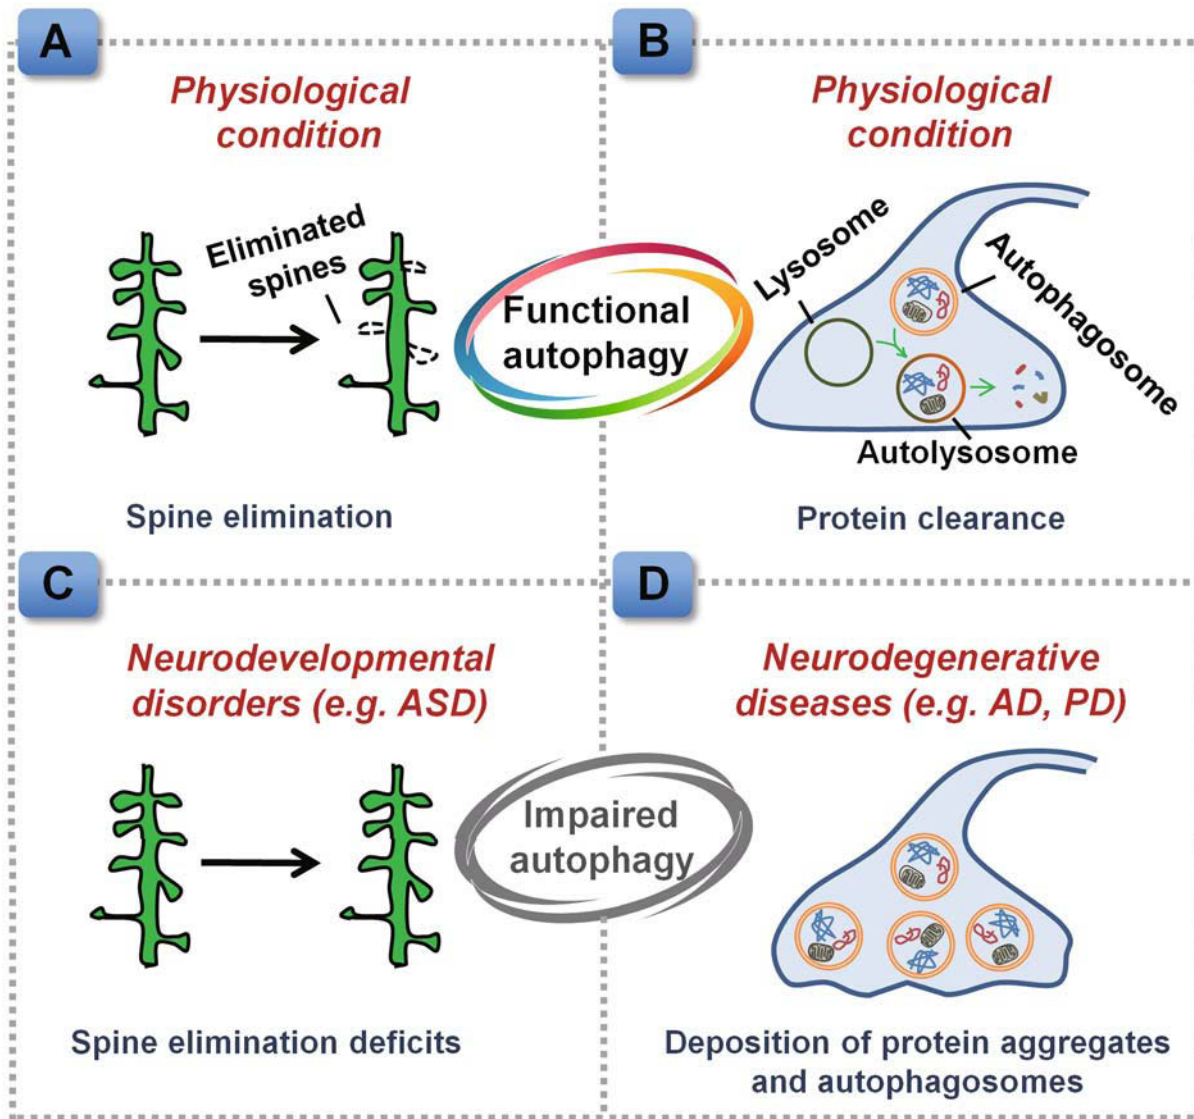 A
Physiological
condition
Eliminated
spines
Spine elimination
Functional
autophagy
B
Physiological
condition
Lysosome
Autophagosome
Autolysosome
Protein clearance
C
Neurodevelopmental
disorders (e.g. ASD)
Spine elimination deficits
Impaired
autophagy
D
Neurodegenerative
diseases (e.g. AD, PD)
Deposition of protein aggregates
and autophagosomes